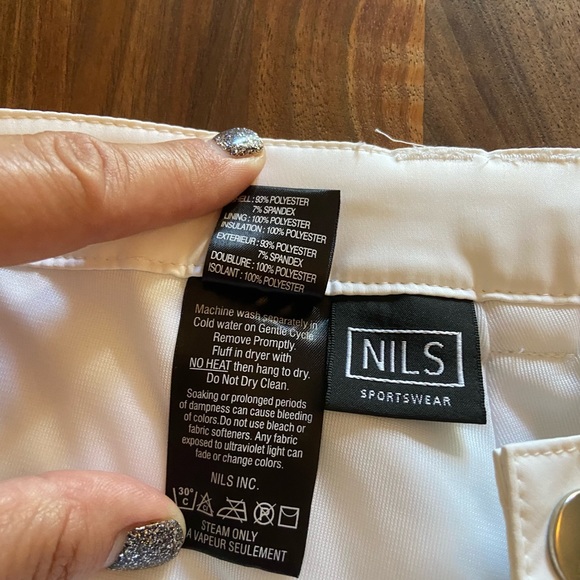 SHELL: 93% POLYESTER
7% SPANDEX
LINING: 100% POLYESTER
INSULATION: 100% POLYESTER
EXTERIEUR: 93% POLYESTER
7% SPANDEX
DOUBLURE: 100% POLYESTER
ISOLANT: 100% POLYESTER
Machine wash separately in
Cold water on Gentle Cycle
Remove Promptly.
Fluff in dryer with
NO HEAT then hang to dry.
Do Not Dry Clean.
Soaking or prolonged periods
of dampness can cause bleeding
of colors.Do not use bleach or
fabric softeners. Any fabric
exposed to ultraviolet light can
fade or change colors.
NILS INC.
30°
C
STEAM ONLY
A VAPEUR SEULEMENT
NILS
SPORTSWEAR